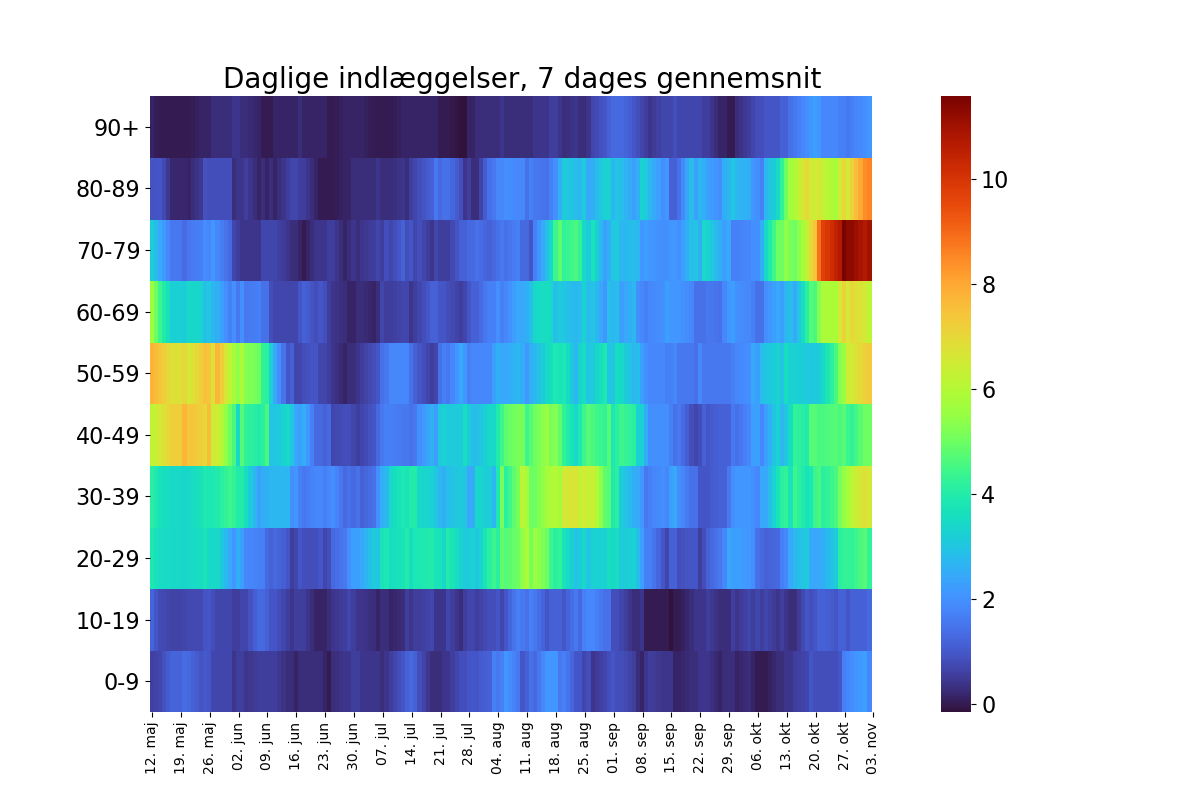 Daglige indlæggelser, 7 dages gennemsnit
90+
80-89
70-79
60-69
50-59
40-49
30-39
20-29
10-19
0-9
12. maj
19. maj
26. maj
02. jun
09. jun
16. jun
23. jun
30. jun
07. jul
14. jul
21. jul
28. jul
04. aug
11. aug
18. aug
25. aug
01. sep
08. sep
15. sep
22. sep
29. sep
06. okt
13. okt
20. okt
27. okt
03. nov
10
8
6
4
2
0